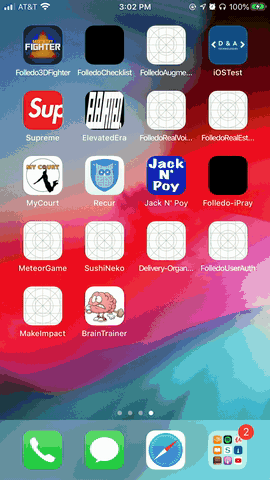 AT&T
3:02 PM
100%
FIGHTER
D & A
Folledo3DFighter
FolledoChecklist
FolledoAugme...
iOSTest
Sup
Supreme
ElevatedEra
FolledoRealVoi...
FolledoRealEst...
MY COURT
Jack
N'
Poy
MyCourt
Recur
Jack N' Poy
Folledo-iPray
MeteorGame
SushiNeko
Delivery-Organ...
FolledoUserAuth
MakeImpact
BrainTrainer
2